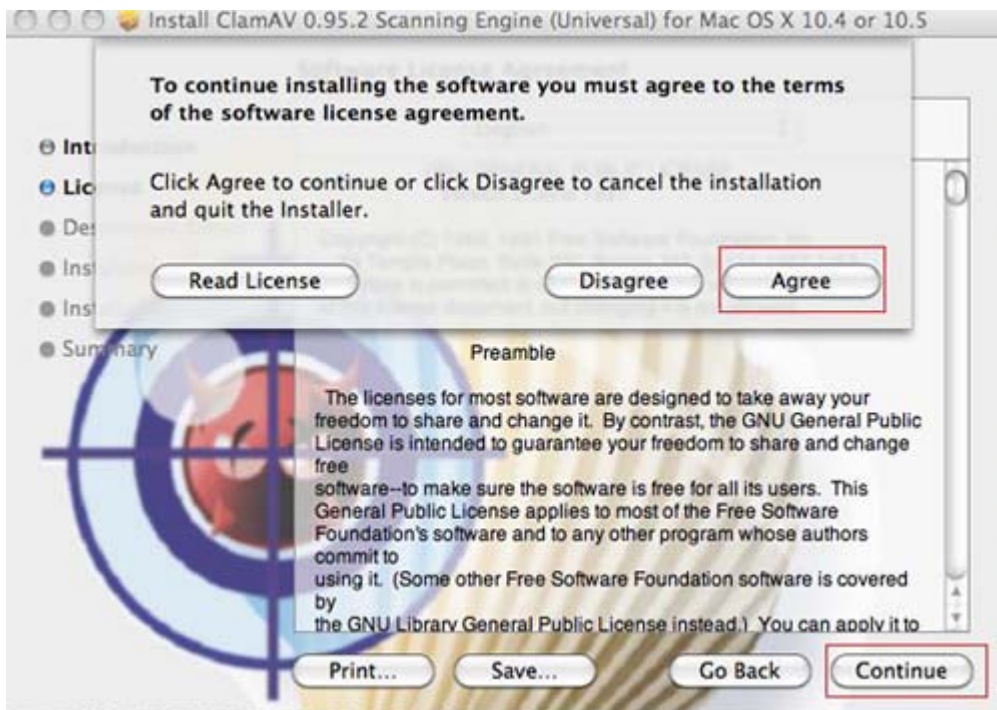 Install ClamAV 0.95.2 Scanning Engine (Universal) for Mac OS X 10.4 or 10.5
To continue installing the software you must agree to the terms
of the software license agreement.
Click Agree to continue or click Disagree to cancel the installation
and quit the Installer.
Read License
Disagree
Agree
Int
Lic
Des
Inst
Inst
Summary
Preamble
The licenses for most software are designed to take away your
freedom to share and change it. By contrast, the GNU General Public
License is intended to guarantee your freedom to share and change
free
software--to make sure the software is free for all its users. This
General Public License applies to most of the Free Software
Foundation's software and to any other program whose authors
commit to
using it. (Some other Free Software Foundation software is covered
by
the GNU Library General Public License instead.) You can apply it to
Print...
Save...
Go Back
Continue